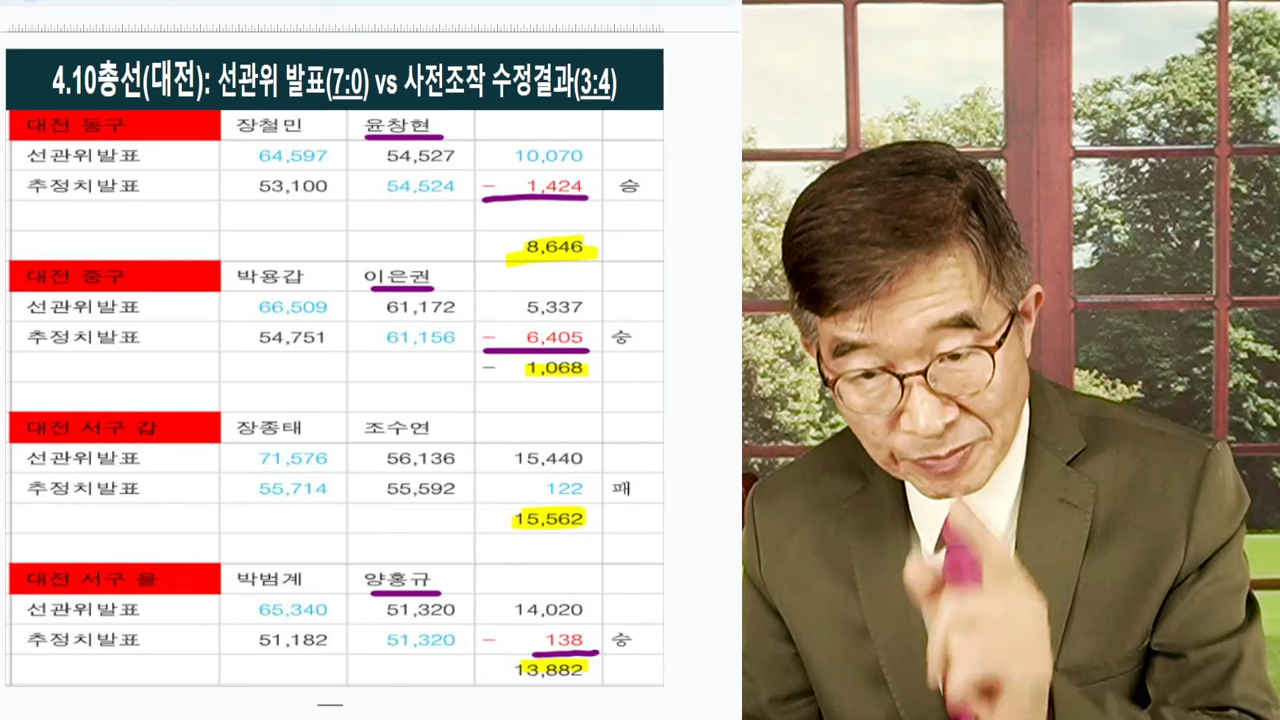 4.10총선(대전): 선관위 발표(7:0) vs 사전조작 수정결과(3:4)
대전 동구 장철민 윤창현
선관위발표 64,597 54,527 10,070
추정치발표 53,100 54,524 - 1,424 승
8,646
대전 중구 박용갑 이은권
선관위발표 66,509 61,172 5,337
추정치발표 54,751 61,156 - 6,405 승
- 1,068
대전 서구 갑 장종태 조수연
선관위발표 71,576 56,136 15,440
추정치발표 55,714 55,592 122 패
15,562
대전 서구 을 박범계 양홍규
선관위발표 65,340 51,320 14,020
추정치발표 51,182 51,320 - 138 승
13,882